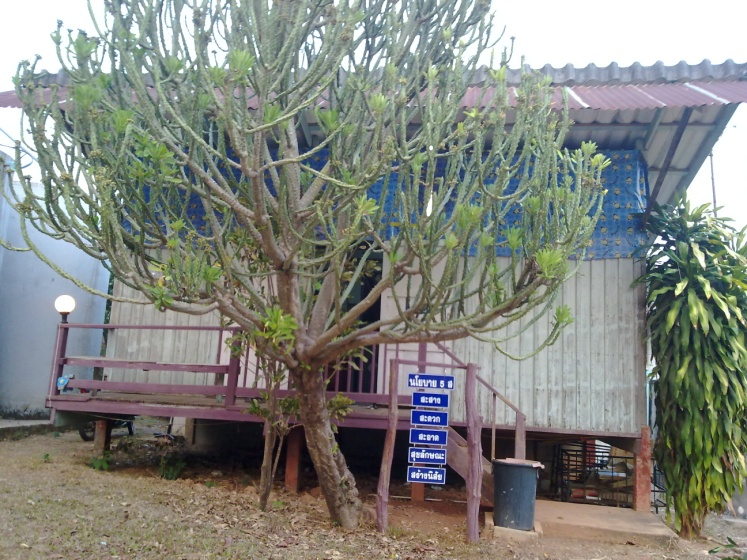 นโยบาย 5 ส
สะสาง
สะดวก
สะอาด
สุขลักษณะ
สร้างนิสัย